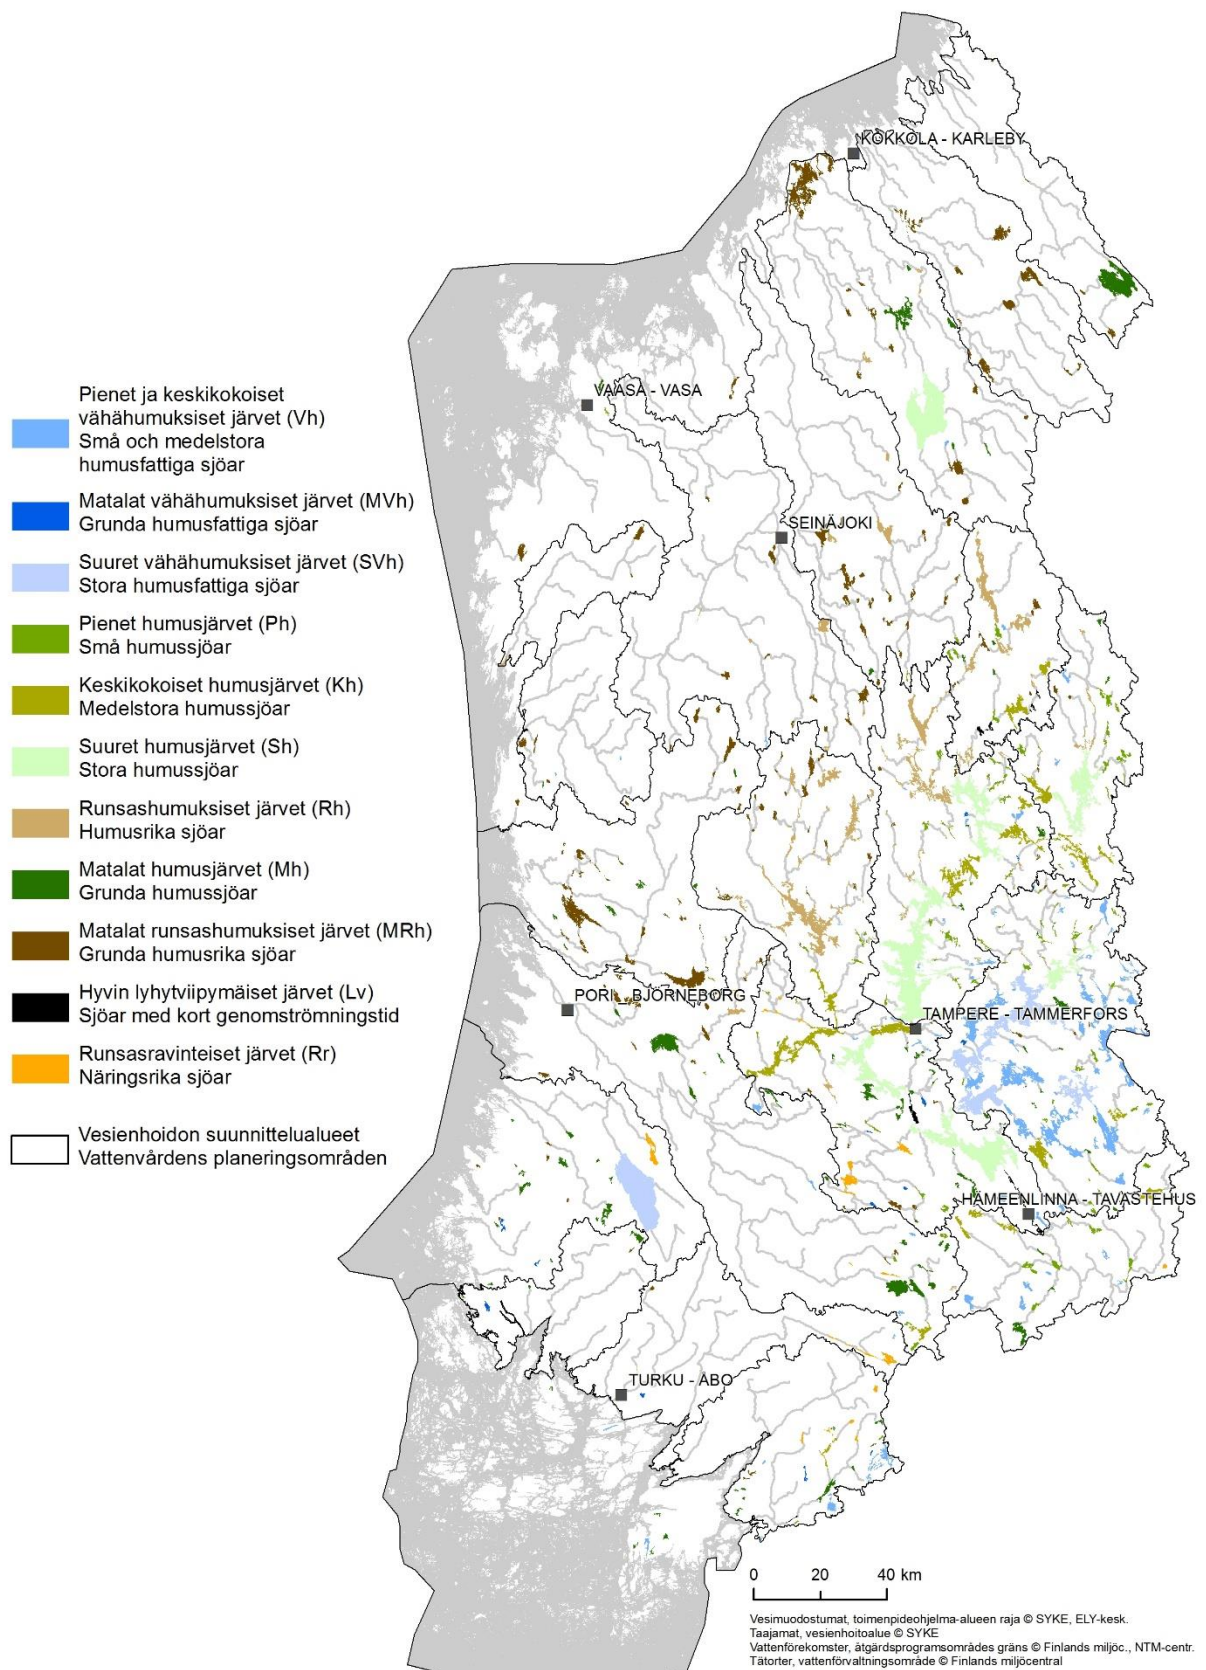 KOKKOLA - KARLEBY
VAASA - VASA
SEINÄJOKI
Pienet ja keskikokoiset
vähähumuksiset järvet (Vh)
Små och medelstora
humusfattiga sjöar
Matalat vähähumuksiset järvet (MVh)
Grunda humusfattiga sjöar
Suuret vähähumuksiset järvet (SVh)
Stora humusfattiga sjöar
Pienet humusjärvet (Ph)
Små humussjöar
Keskikokoiset humusjärvet (Kh)
Medelstora humussjöar
Suuret humusjärvet (Sh)
Stora humussjöar
Runsashumuksiset järvet (Rh)
Humusrika sjöar
Matalat humusjärvet (Mh)
Grunda humussjöar
Matalat runsashumuksiset järvet (MRh)
Grunda humusrika sjöar
Hyvin lyhytviipymäiset järvet (Lv)
Sjöar med kort genomströmningstid
Runsasravinteiset järvet (Rr)
Näringsrika sjöar
Vesienhoidon suunnittelualueet
Vattenvårdens planeringsområden
PORI - BJÖRNEBORG
TAMPERE - TAMMERFORS
HÄMEENLINNA - TAVASTEHUS
TURKU - ÅBO
0 20 40 km
Vesimuodostumat, toimenpideohjelma-alueen raja © SYKE, ELY-kesk.
Taajamat, vesienhoitoalue © SYKE
Vattenförekomster, åtgärdsprogramsområdes gräns © Finlands miljöc., NTM-centr.
Tätorter, vattenförvaltningsområde © Finlands miljöcentral